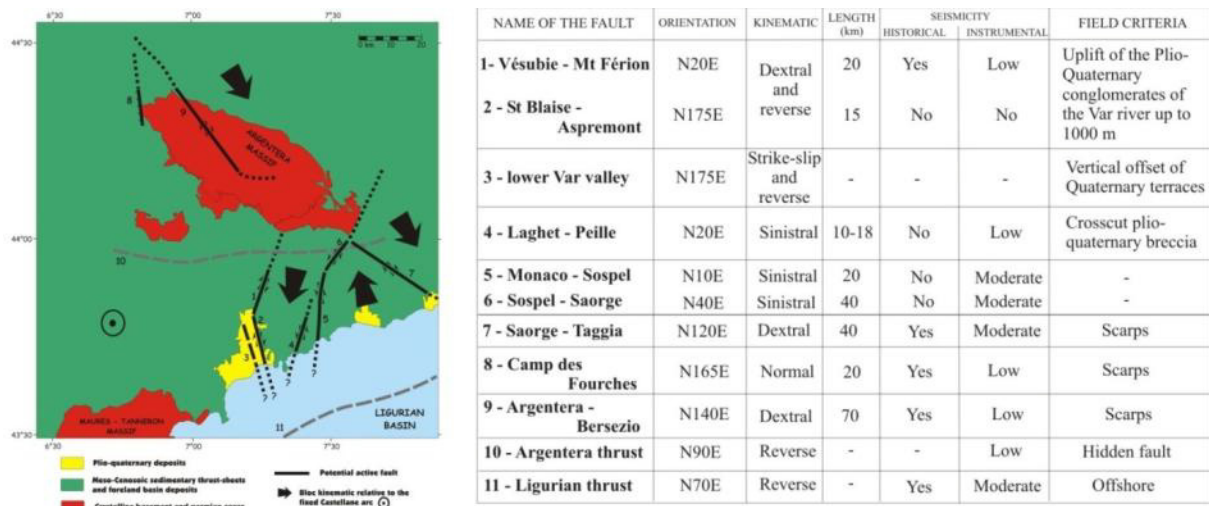 6°30'
7°00
7°30'
0 km 10 20
44°30'
8
9
ARGENTERA
MASSIF
44°00
10
6
7
1
2
5
4
3
?
?
?
?
MAURES - TANNERON
MASSIF
11
LIGURIAN
BASIN
43°30
6°30
7°00
7°30'
Plio-quaternary deposits
Meso-Cenozoic sedimentary thrust-sheets
and foreland basin deposits
Potential active fault
Bloc kinematic relative to the
fixed Castellane arc
NAME OF THE FAULT ORIENTATION KINEMATIC LENGTH (km) SEISMICITY FIELD CRITERIA
HISTORICAL INSTRUMENTAL
1- Vésubie - Mt Férion N20E Dextral and reverse 20 Yes Low Uplift of the Plio-
Quaternary
conglomerates of
the Var river up to
1000 m
2 - St Blaise -
Aspremont N175E 15 No No
3 - lower Var valley N175E Strike-slip and reverse - - - Vertical offset of
Quaternary terraces
4 - Laghet - Peille N20E Sinistral 10-18 No Low Crosscut plio-
quaternary breccia
5 - Monaco - Sospel N10E Sinistral 20 No Moderate -
6 - Sospel - Saorge N40E Sinistral 40 No Moderate -
7 - Saorge - Taggia N120E Dextral 40 Yes Moderate Scarps
8 - Camp des
Fourches N165E Normal 20 Yes Low Scarps
9 - Argentera -
Bersezio N140E Dextral 70 Yes Low Scarps
10 - Argentera thrust N90E Reverse - - Low Hidden fault
11 - Ligurian thrust N70E Reverse - Yes Moderate Offshore